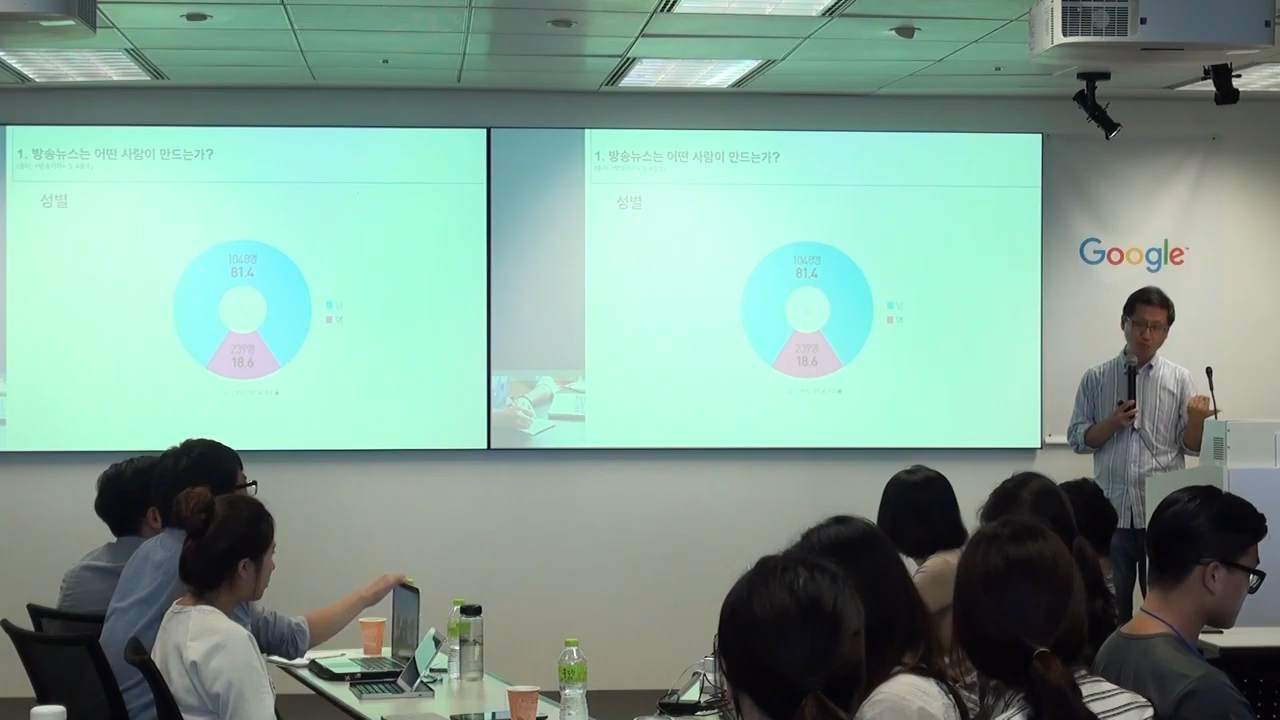 1. 방송뉴스는 어떤 사람이 만드는가?
성별
1048명
81.4
남
여
239명
18.6
1. 방송뉴스는 어떤 사람이 만드는가?
성별
1048명
81.4
남
여
239명
18.6
Google